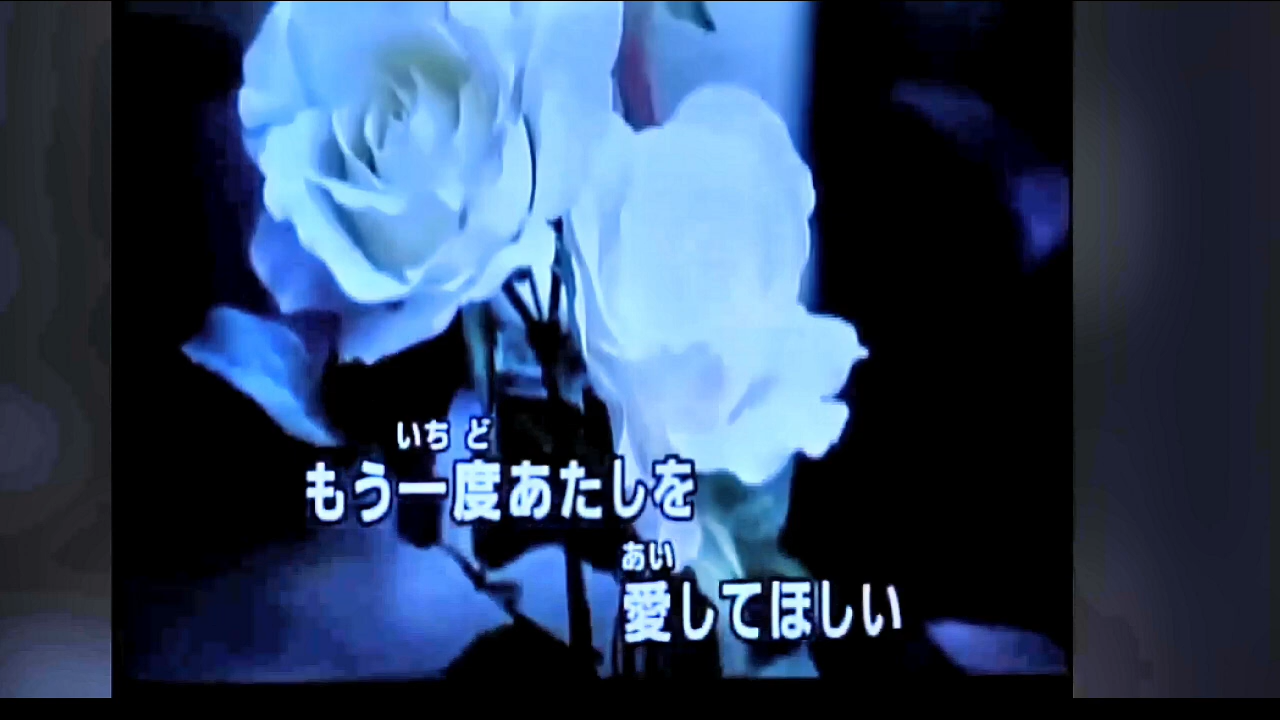 いち ど
もう一度あたしを
あい
愛してほしい